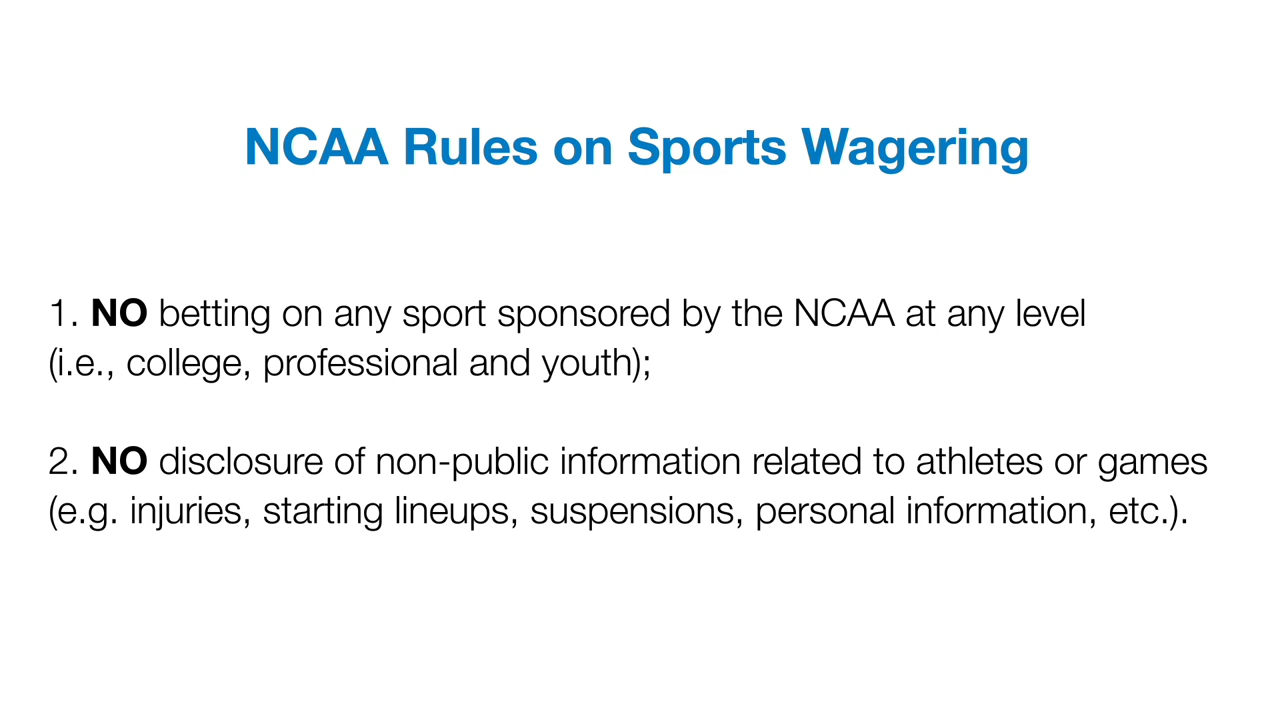 NCAA Rules on Sports Wagering
1. NO betting on any sport sponsored by the NCAA at any level
(i.e., college, professional and youth);
2. NO disclosure of non-public information related to athletes or games
(e.g. injuries, starting lineups, suspensions, personal information, etc.).